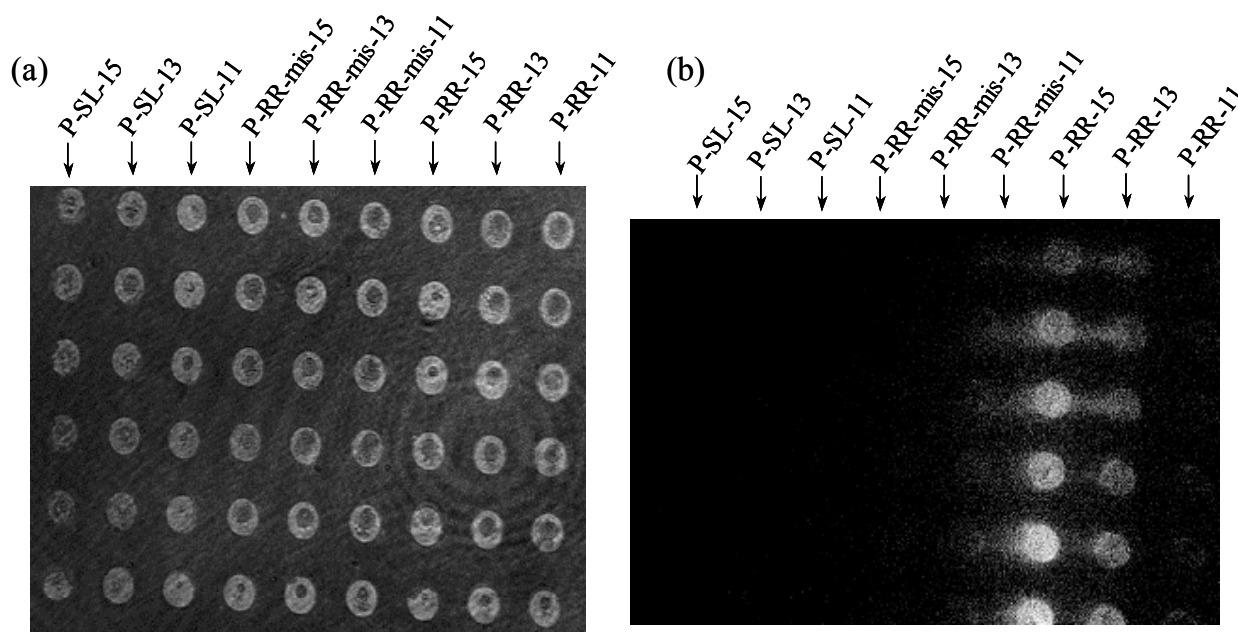 (a)
P-SL-15
P-SL-13
P-SL-11
P-RR-mis-15
P-RR-mis-13
P-RR-mis-11
P-RR-15
P-RR-13
P-RR-11
(b)
P-SL-15
P-SL-13
P-SL-11
P-RR-mis-15
P-RR-mis-13
P-RR-mis-11
P-RR-15
P-RR-13
P-RR-11